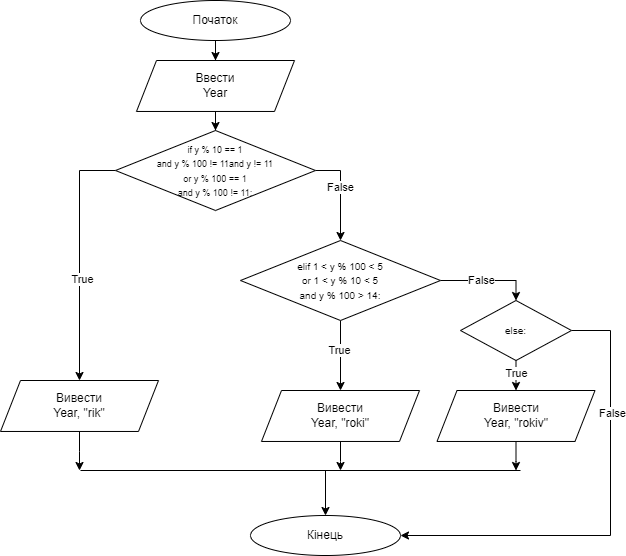 Початок
Ввести
Year
if y % 10 == 1
and y % 100 != 11and y != 11
or y % 100 == 1
and y % 100 != 11:
False
True
elif 1 < y % 100 < 5
or 1 < y % 10 < 5
and y % 100 > 14:
False
else:
True
True
False
Вивести
Year, "rik"
Вивести
Year, "roki"
Вивести
Year, "rokiv"
Кінець